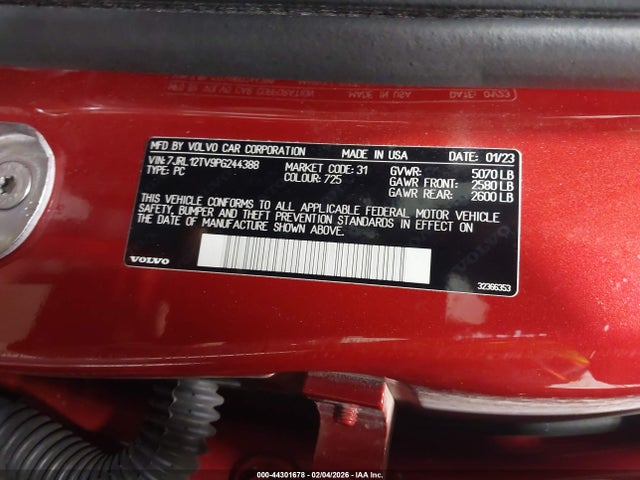 MFD BY VOLVO CAR CORPORATION MADE IN USA DATE: 01/23
VIN: 7JRL12TV9PG244388 MARKET CODE: 31 GVWR: 5070 LB
TYPE: PC COLOUR: 725 GAWR FRONT: 2580 LB
GAWR REAR: 2600 LB
THIS VEHICLE CONFORMS TO ALL APPLICABLE FEDERAL MOTOR VEHICLE
SAFETY, BUMPER AND THEFT PREVENTION STANDARDS IN EFFECT ON
THE DATE OF MANUFACTURE SHOWN ABOVE.
VOLVO 32366353
000-44301678 - 02/04/2026 - IAA Inc.